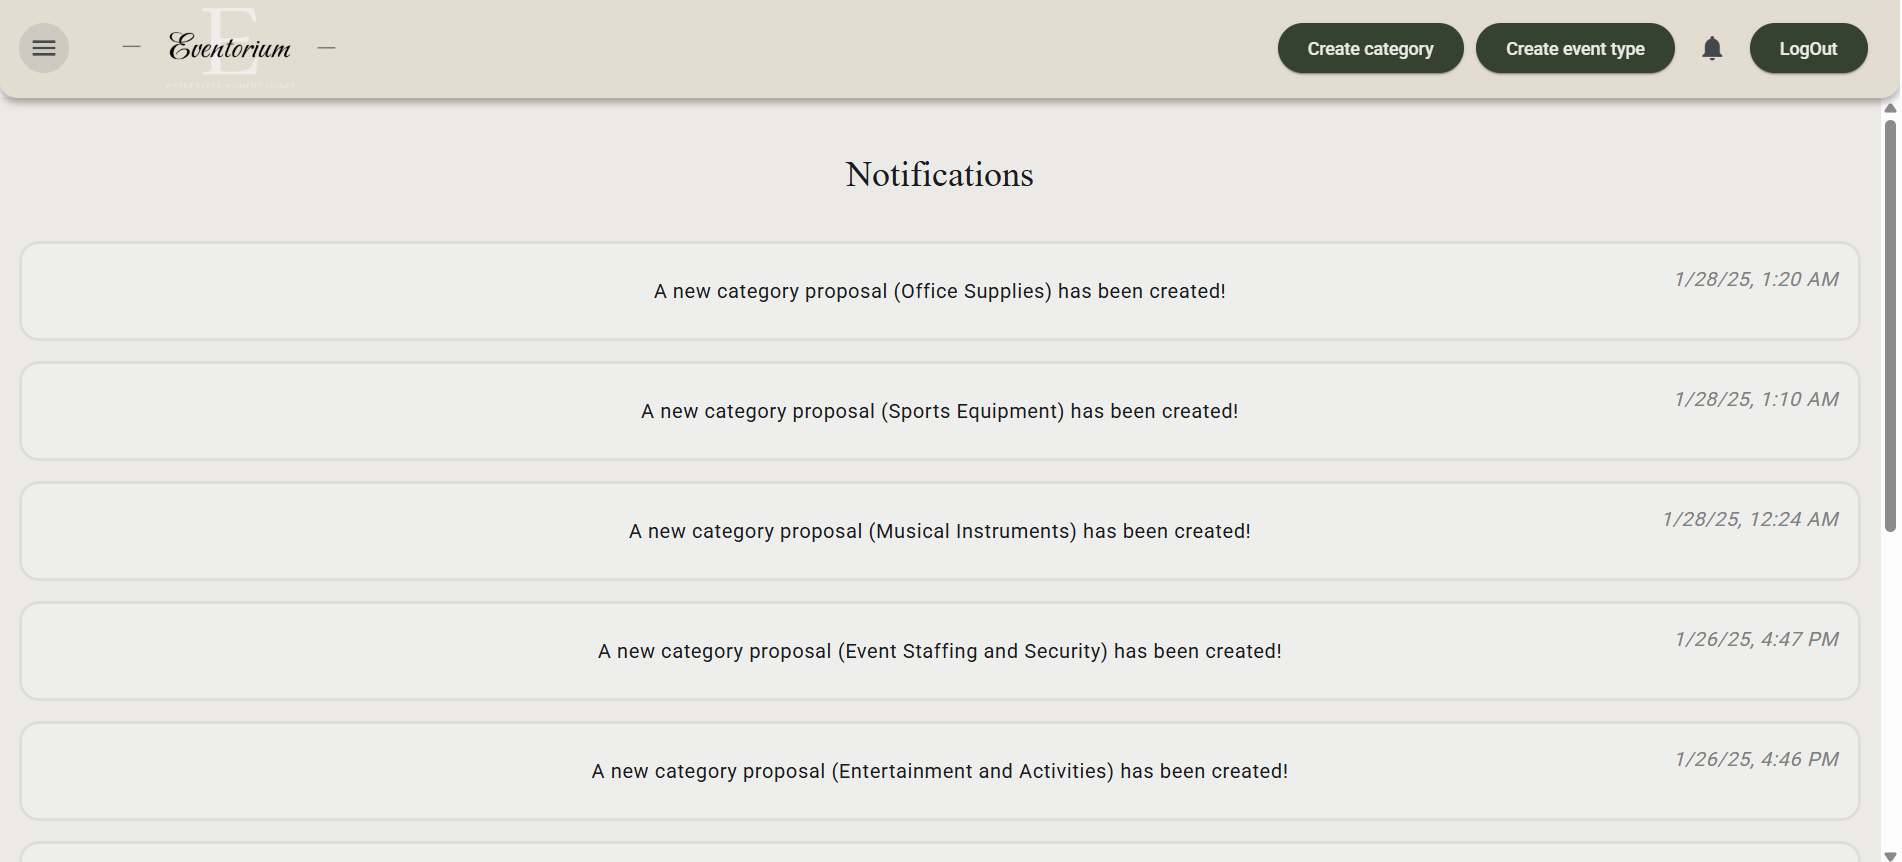 E
Eventorium
Create category
Create event type
LogOut
Notifications
A new category proposal (Office Supplies) has been created!
1/28/25, 1:20 AM
A new category proposal (Sports Equipment) has been created!
1/28/25, 1:10 AM
A new category proposal (Musical Instruments) has been created!
1/28/25, 12:24 AM
A new category proposal (Event Staffing and Security) has been created!
1/26/25, 4:47 PM
A new category proposal (Entertainment and Activities) has been created!
1/26/25, 4:46 PM